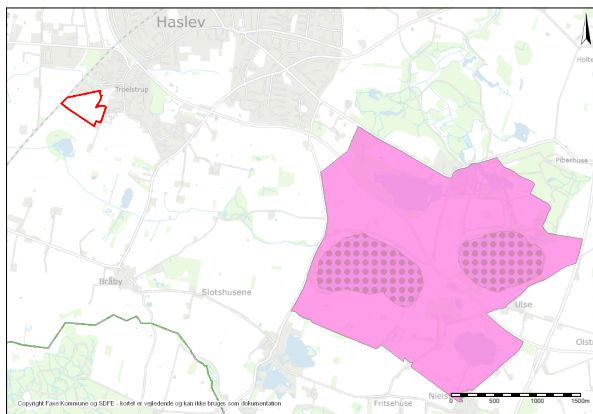 Haslev
Holte
Troelstrup
Piberhuse
Bråby
Slotshusene
Ulse
Olst
Niels
Fritsehuse
0 500 1000 1500m
Copyright Faxe Kommune og SDFE - kortet er vejledende og kan ikke bruges som dokumentation